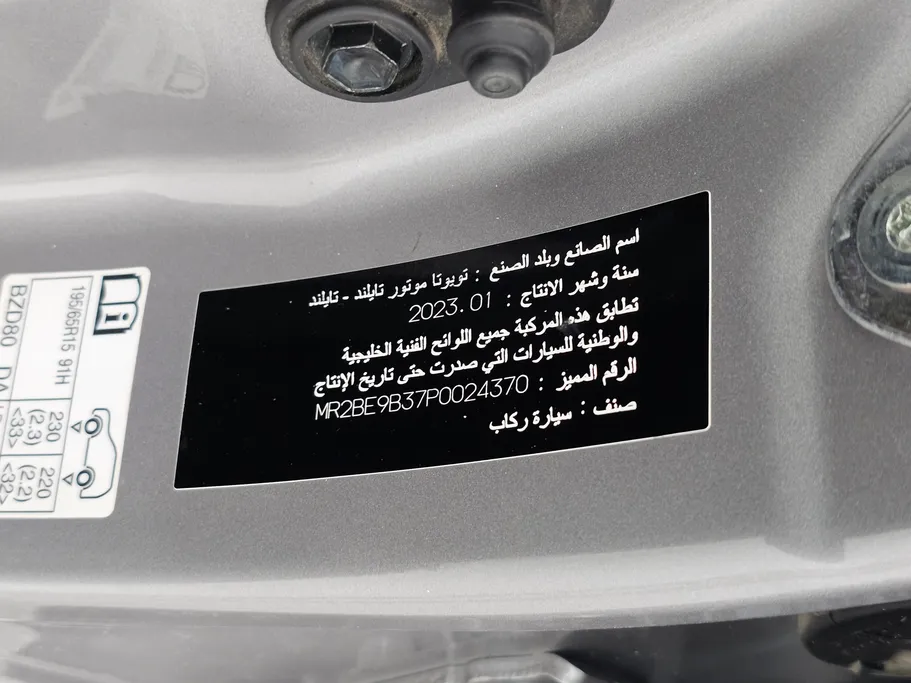 اسم الصانع وبلد الصنع : تويوتا موتور تايلند - تايلند
سنة وشهر الانتاج : 2023.01
تطابق هذه المركبة جميع اللوائح الفنية الخليجية
والوطنية للسيارات التي صدرت حتى تاريخ الإنتاج
الرقم المميز : MR2BE9B37P0024370
صنف : سيارة ركاب
195/65R15 91H
230
(2.3)
<33>
220
(2.2)
<32>
BZD80